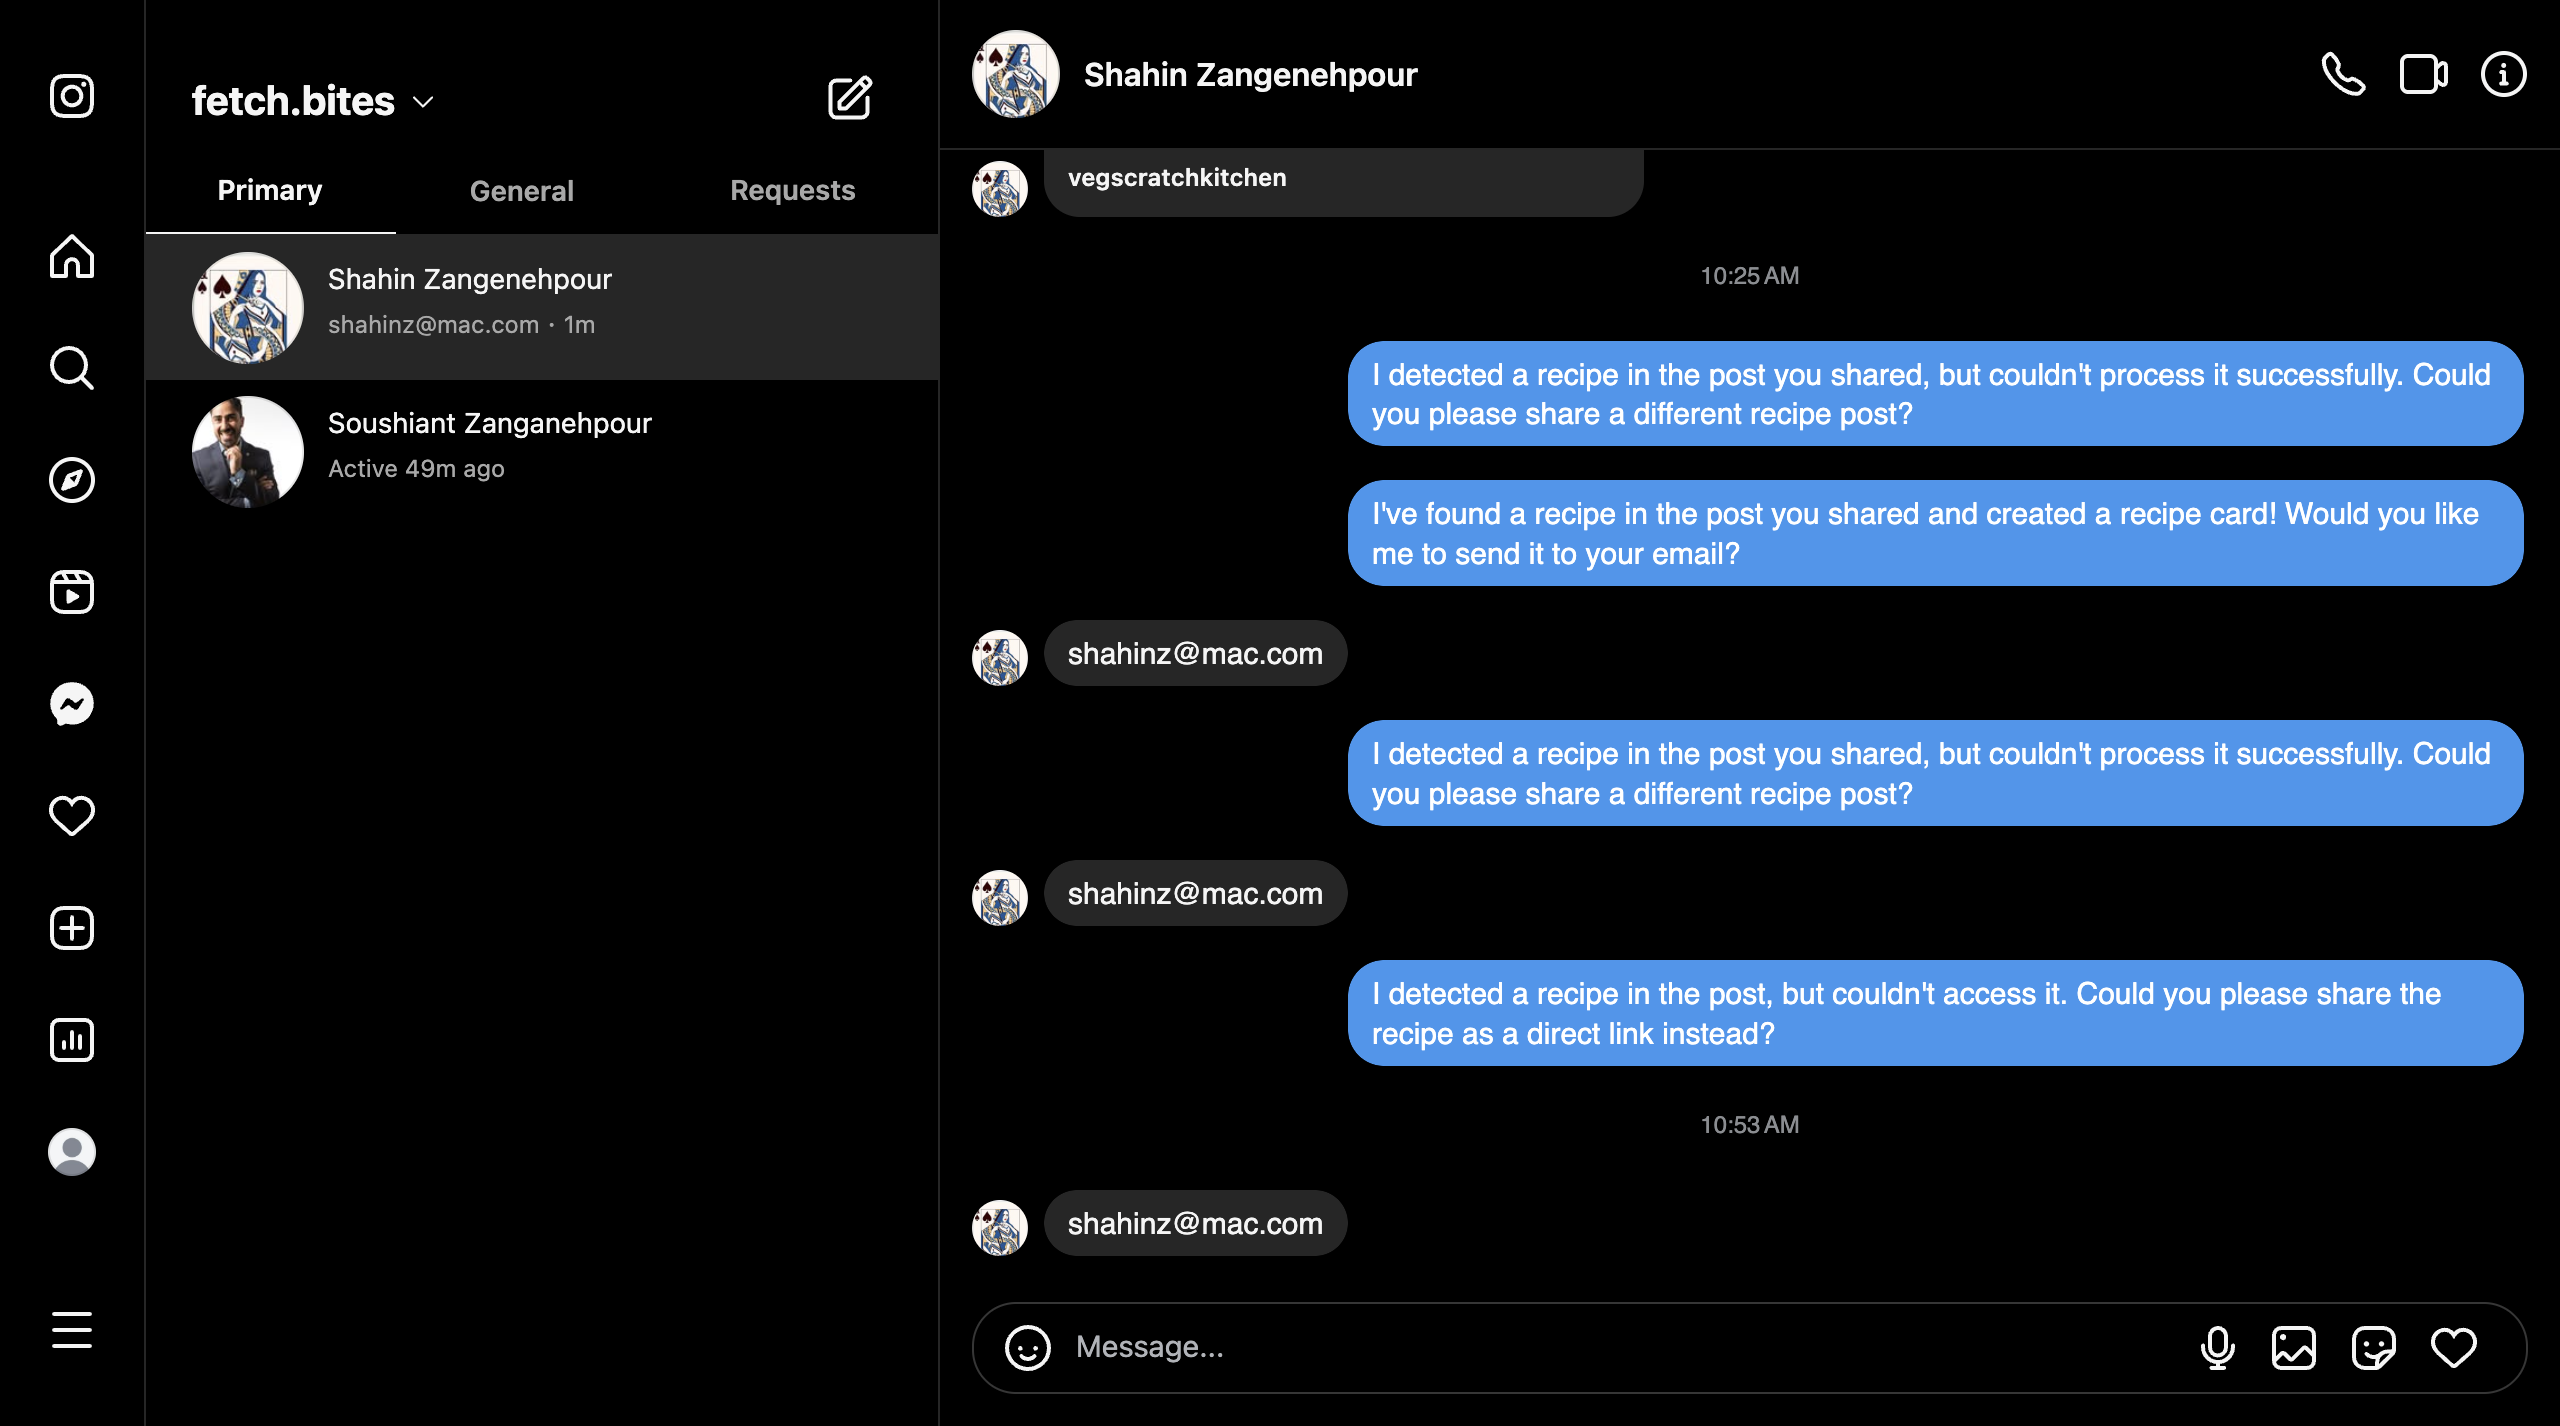 fetch.bites
Primary
General
Requests
Shahin Zangenehpour
shahinz@mac.com · 1m
Soushiant Zanganehpour
Active 49m ago
Shahin Zangenehpour
vegscratchkitchen
10:25 AM
I detected a recipe in the post you shared, but couldn't process it successfully. Could
you please share a different recipe post?
I've found a recipe in the post you shared and created a recipe card! Would you like
me to send it to your email?
shahinz@mac.com
I detected a recipe in the post you shared, but couldn't process it successfully. Could
you please share a different recipe post?
shahinz@mac.com
I detected a recipe in the post, but couldn't access it. Could you please share the
recipe as a direct link instead?
10:53 AM
shahinz@mac.com
Message...